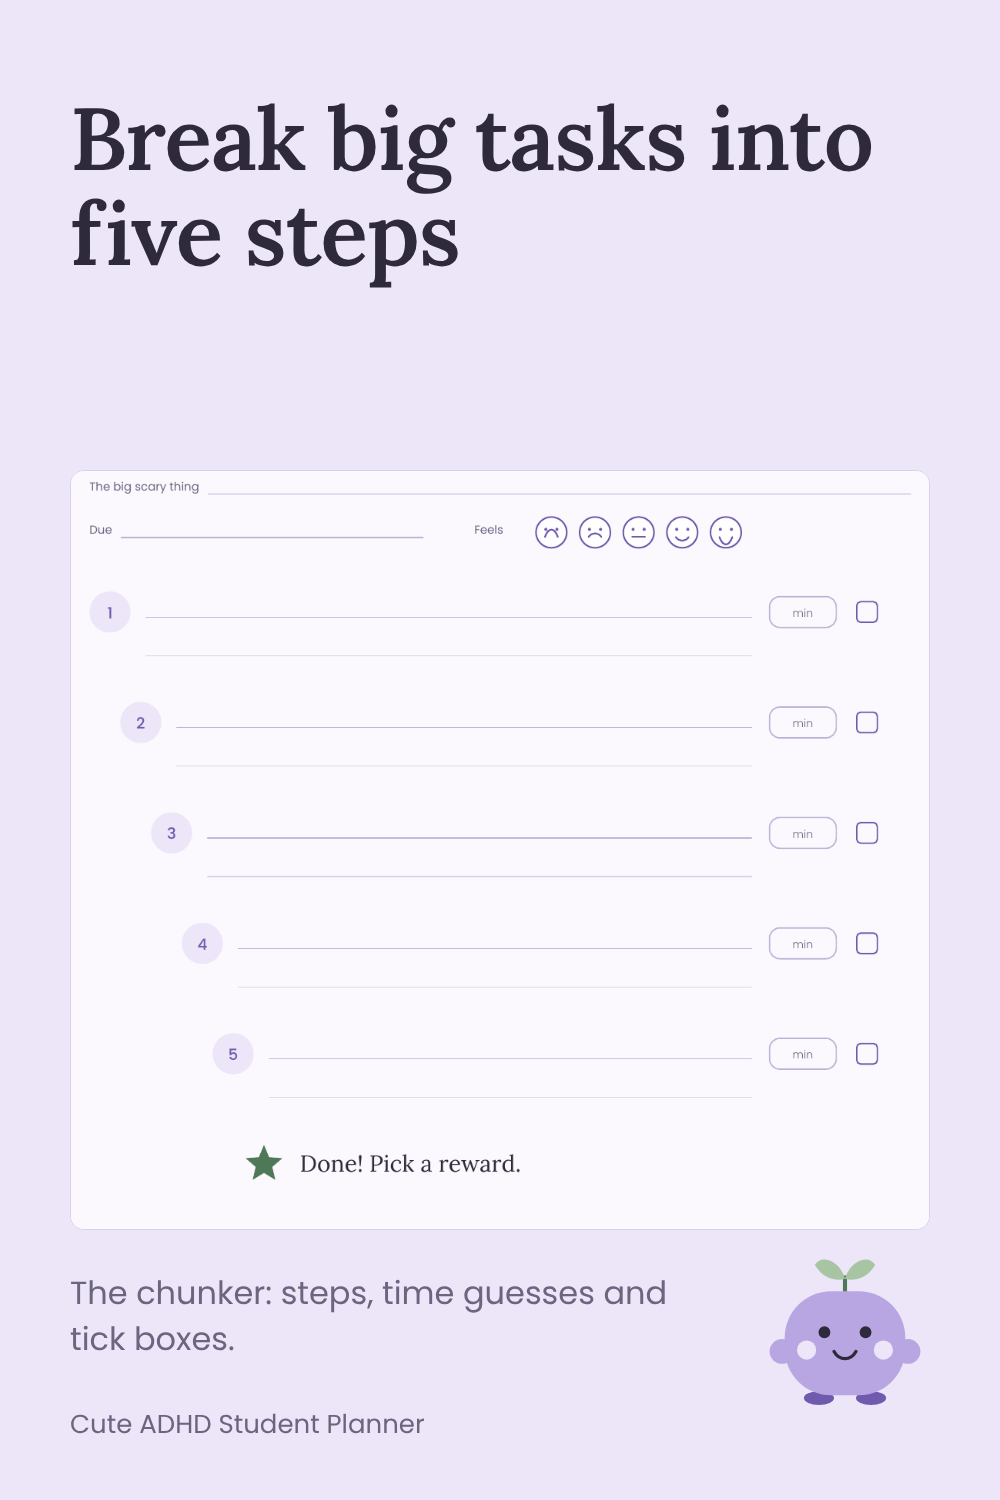 Break big tasks into
five steps
The big scary thing
Due
Feels
1
min
2
min
3
min
4
min
5
min
Done! Pick a reward.
The chunker: steps, time guesses and
tick boxes.
Cute ADHD Student Planner